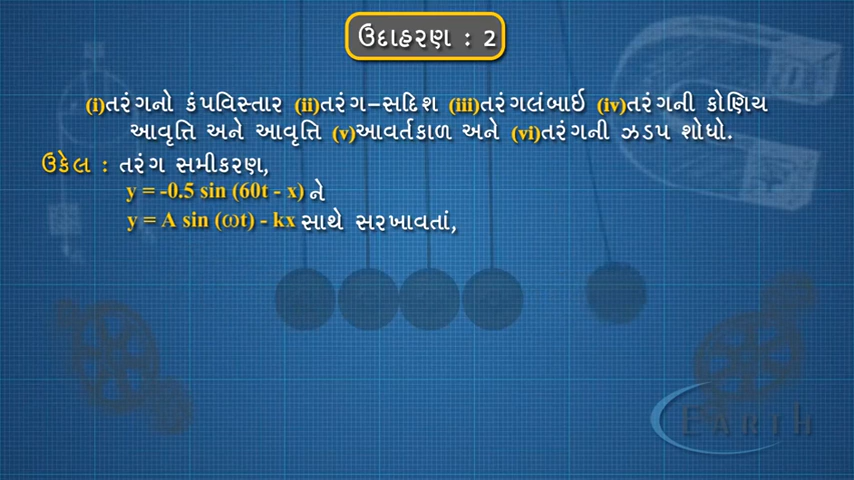 ઉદાહરણ : 2
(i)તરંગનો કંપવિસ્તાર (ii)તરંગ-સદિશ (iii)તરંગલંબાઈ (iv)તરંગની કોણિય
આવૃત્તિ અને આવૃત્તિ (v)આવર્તકાળ અને (vi)તરંગની ઝડપ શોધો.
ઉકેલ : તરંગ સમીકરણ,
y = -0.5 sin (60t - x) ને
y = A sin (ωt) - kx સાથે સરખાવતાં,
EARTH